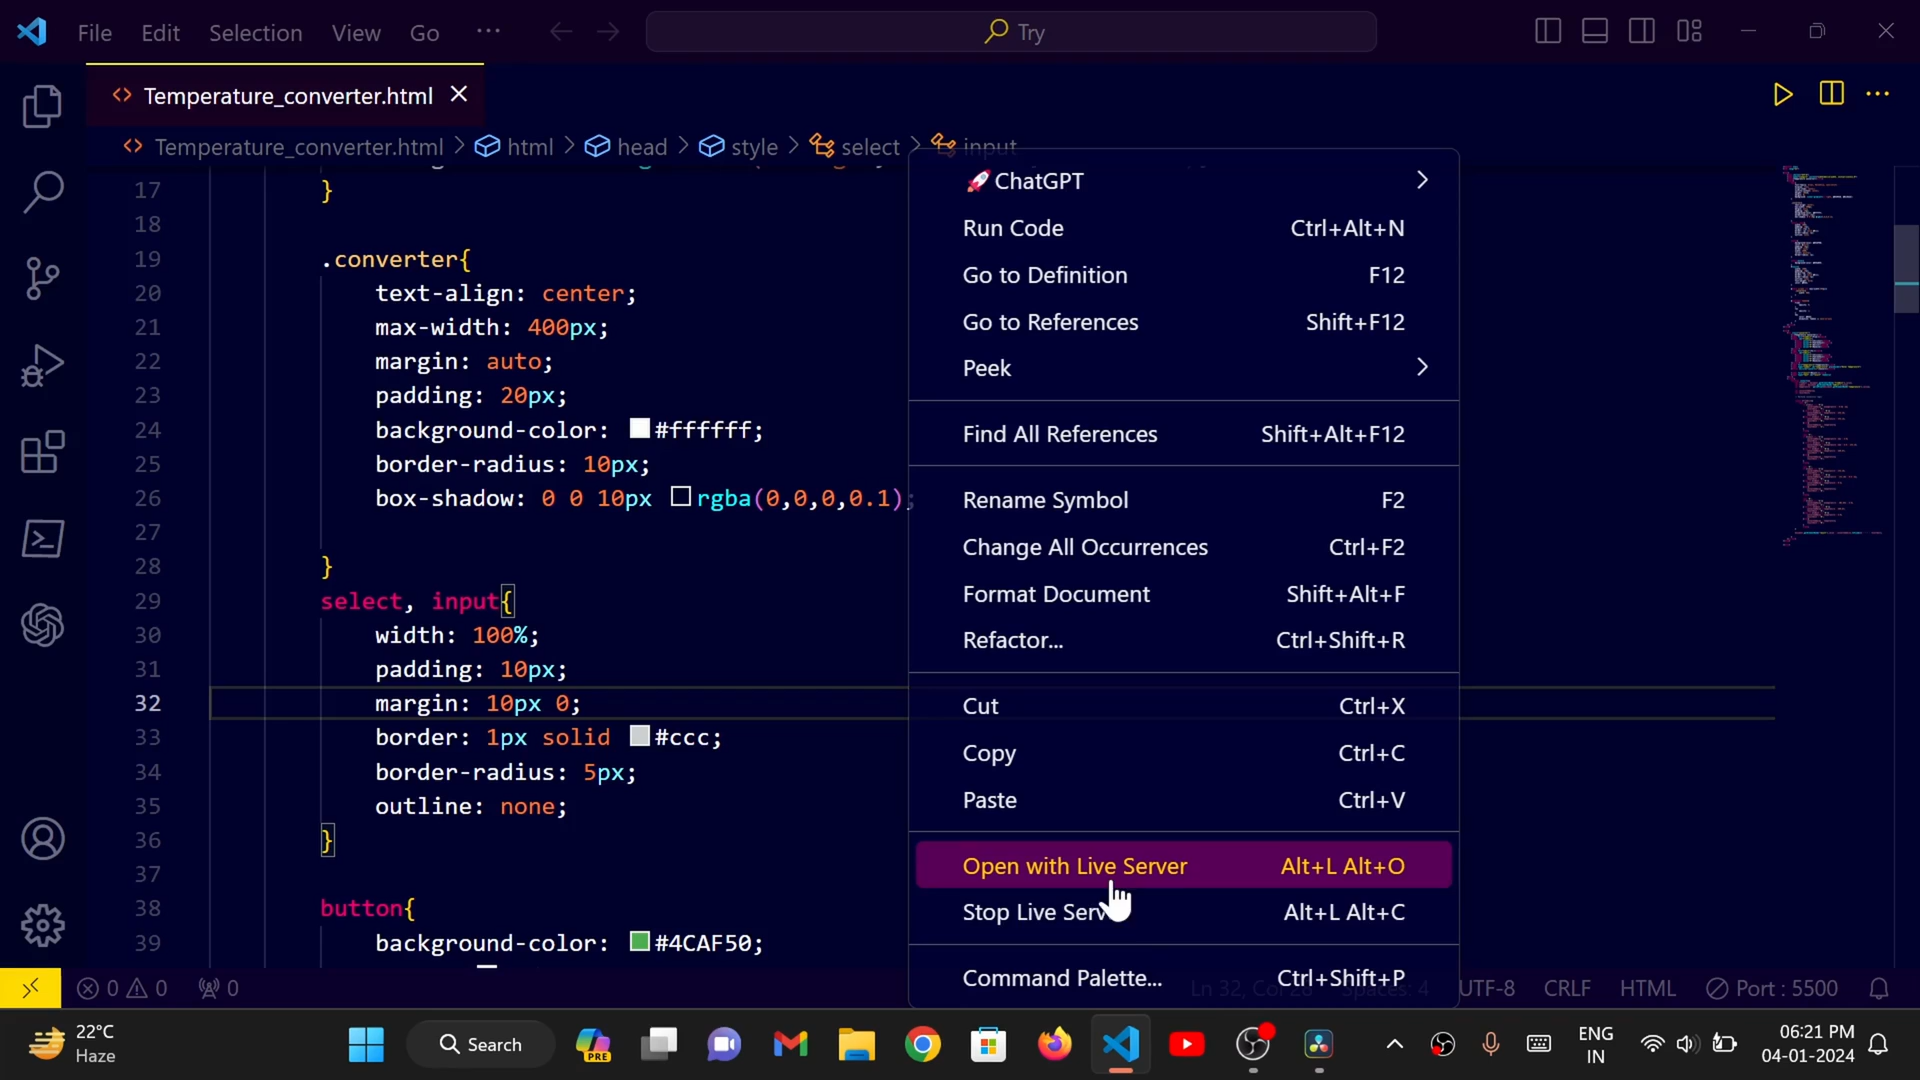 File Edit Selection View Go ··· Try
Temperature_converter.html
Temperature_converter.html > html > head > style > select > input
17 }
18
19 .converter{
20 text-align: center;
21 max-width: 400px;
22 margin: auto;
23 padding: 20px;
24 background-color: #ffffff;
25 border-radius: 10px;
26 box-shadow: 0 0 10px rgba(0,0,0,0.1);
27
28 }
29 select, input{
30 width: 100%;
31 padding: 10px;
32 margin: 10px 0;
33 border: 1px solid #ccc;
34 border-radius: 5px;
35 outline: none;
36 }
37
38 button{
39 background-color: #4CAF50;
ChatGPT
Run Code Ctrl+Alt+N
Go to Definition F12
Go to References Shift+F12
Peek
Find All References Shift+Alt+F12
Rename Symbol F2
Change All Occurrences Ctrl+F2
Format Document Shift+Alt+F
Refactor... Ctrl+Shift+R
Cut Ctrl+X
Copy Ctrl+C
Paste Ctrl+V
Open with Live Server Alt+L Alt+O
Stop Live Serv Alt+L Alt+C
Command Palette... Ctrl+Shift+P
0 0 0 UTF-8 CRLF HTML Port : 5500
22°C
Haze
Search
PRE
ENG
IN
06:21 PM
04-01-2024